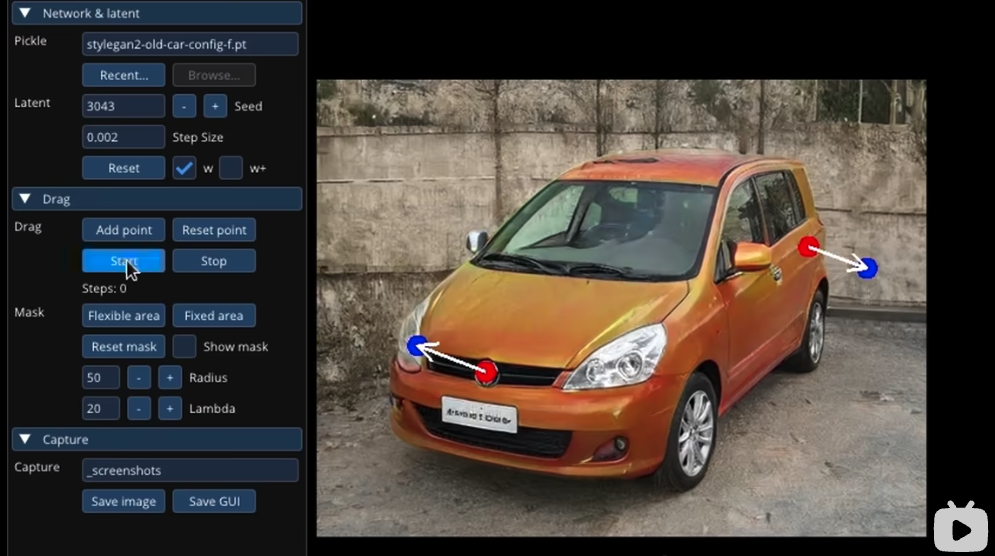 Network & latent
Pickle stylegan2-old-car-config-f.pt
Recent... Browse...
Latent 3043 - + Seed
0.002 Step Size
Reset w w+
Drag
Drag Add point Reset point
Start Stop
Steps: 0
Mask Flexible area Fixed area
Reset mask Show mask
50 - + Radius
20 - + Lambda
Capture
Capture _screenshots
Save image Save GUI